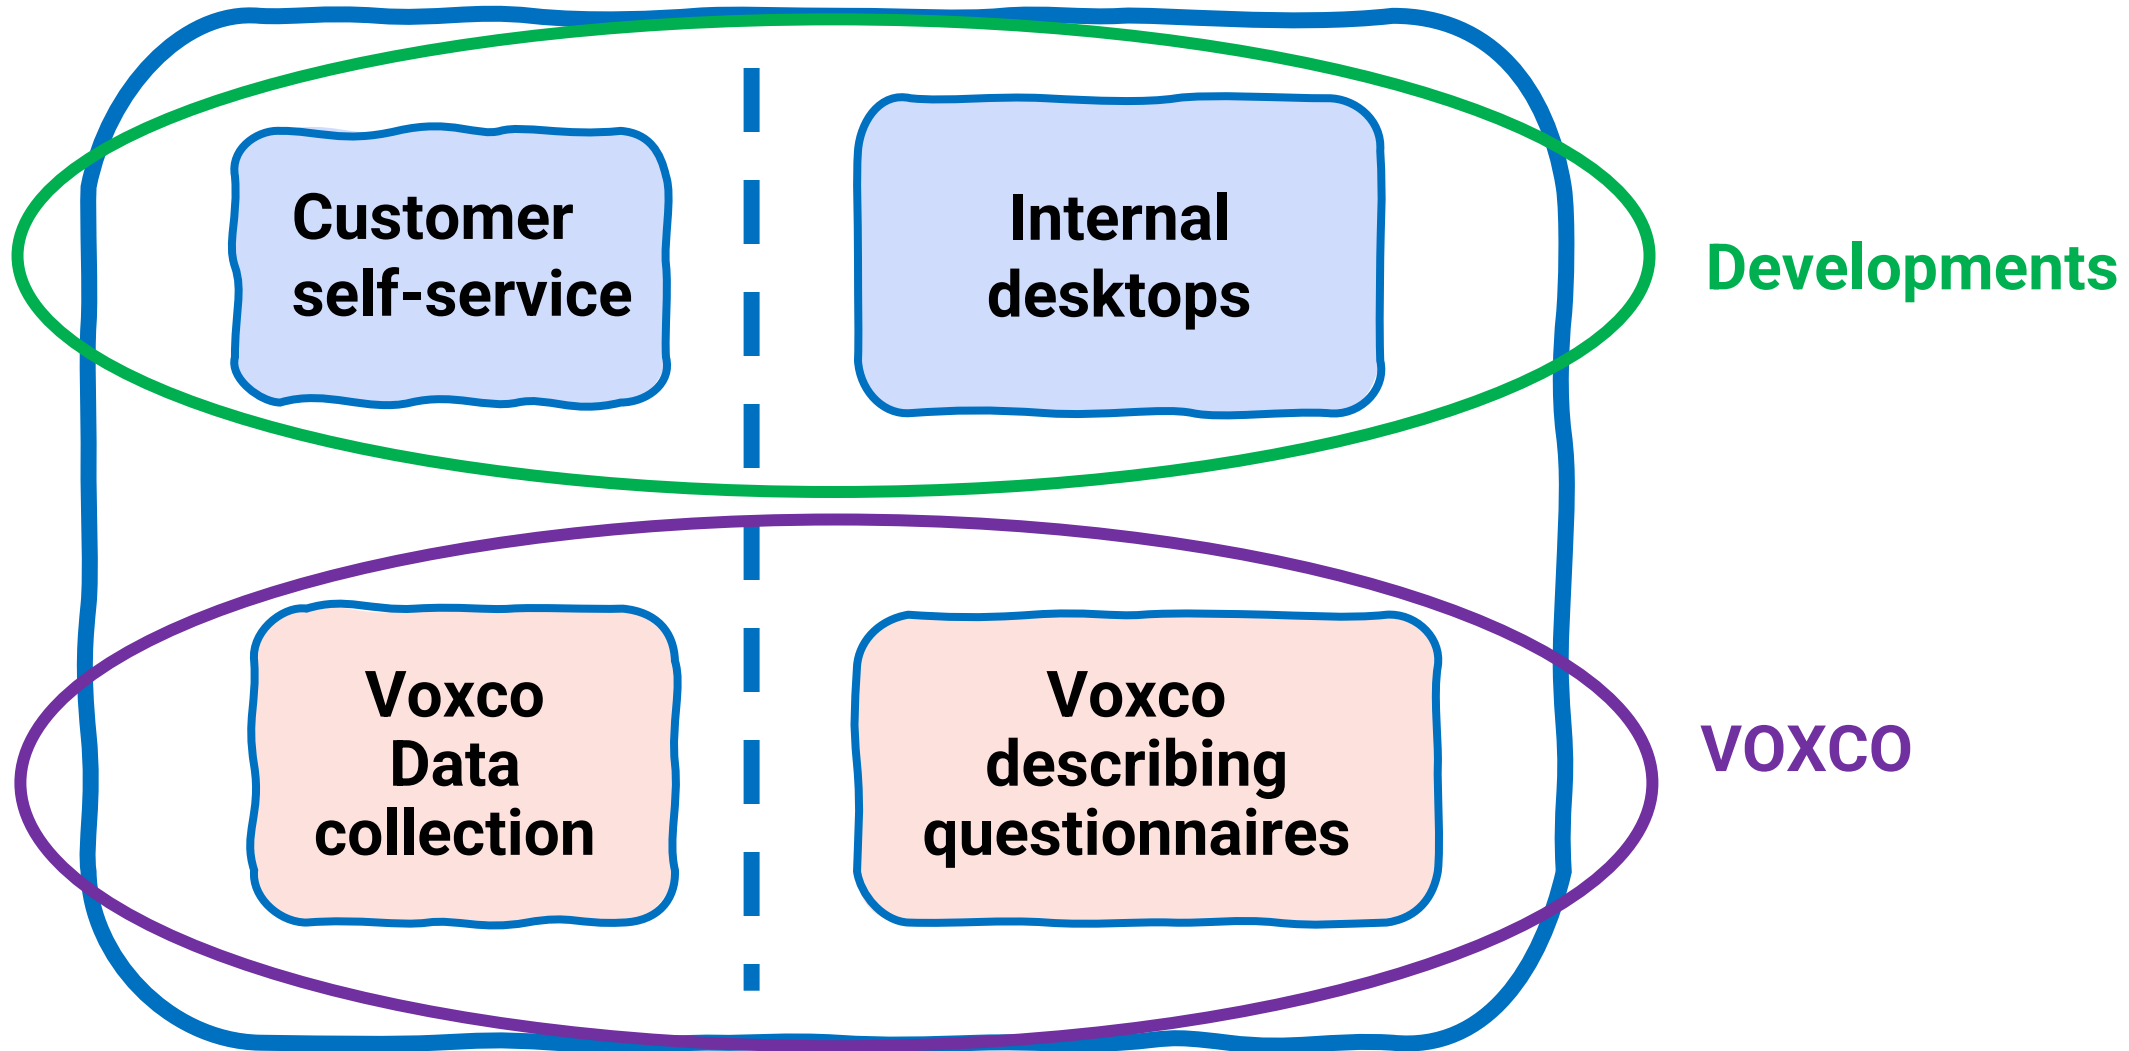 Customer
self-service
Internal
desktops
Developments
Voxco
Data
collection
Voxco
describing
questionnaires
VOXCO